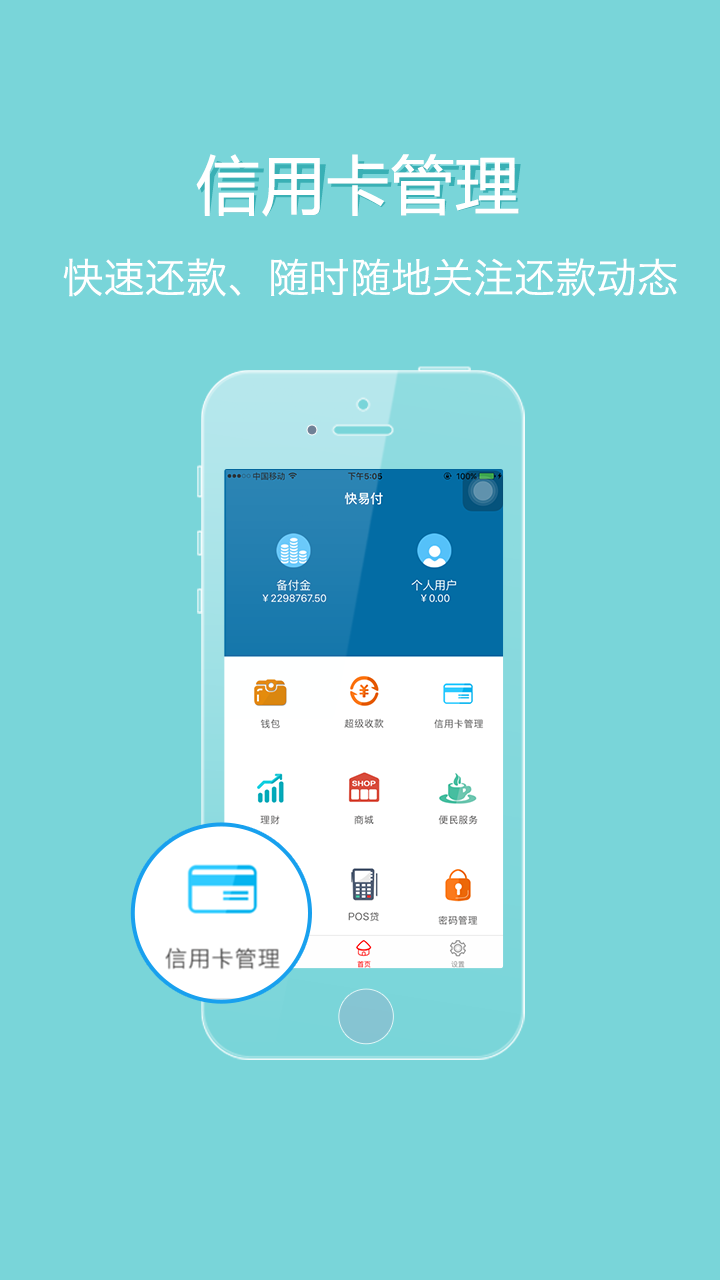 信用卡管理
快速还款、随时随地关注还款动态
中国移动 下午5:05 100%
快易付
备付金 个人用户
¥2298767.50 ¥0.00
钱包 超级收款 信用卡管理
SHOP
理财 商城 便民服务
POS贷 密码管理
信用卡管理
首页 设置